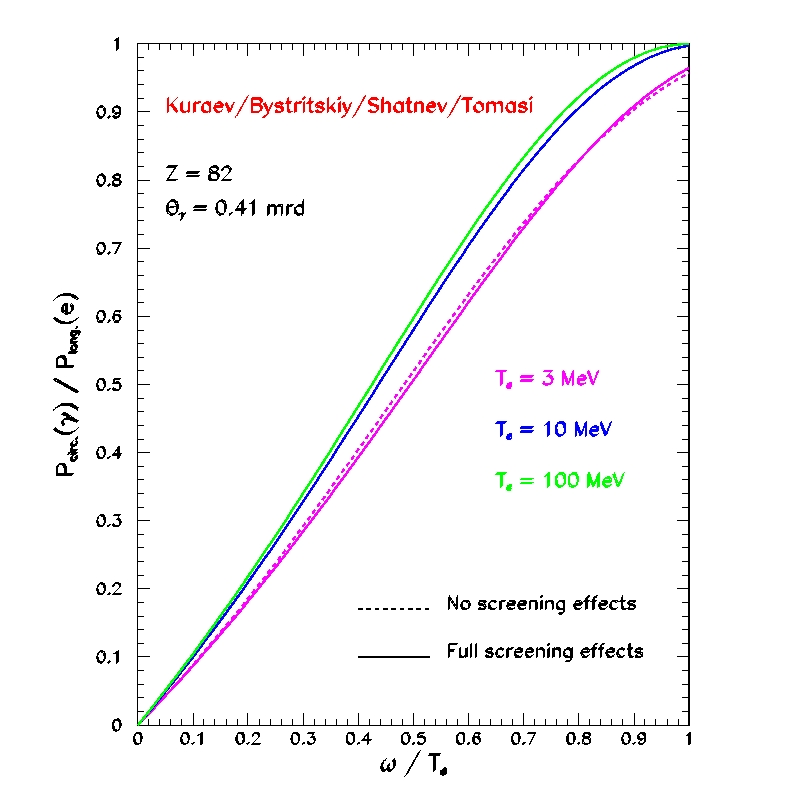 Kuraev/Bystritskiy/Shatnev/Tomasi
Z = 82
Θγ = 0.41 mrd
Pcirc.(γ) / Plong.(e)
1
0.9
0.8
0.7
0.6
0.5
0.4
0.3
0.2
0.1
0
Te = 3 MeV
Te = 10 MeV
Te = 100 MeV
No screening effects
Full screening effects
0 0.1 0.2 0.3 0.4 0.5 0.6 0.7 0.8 0.9 1
ω / Te